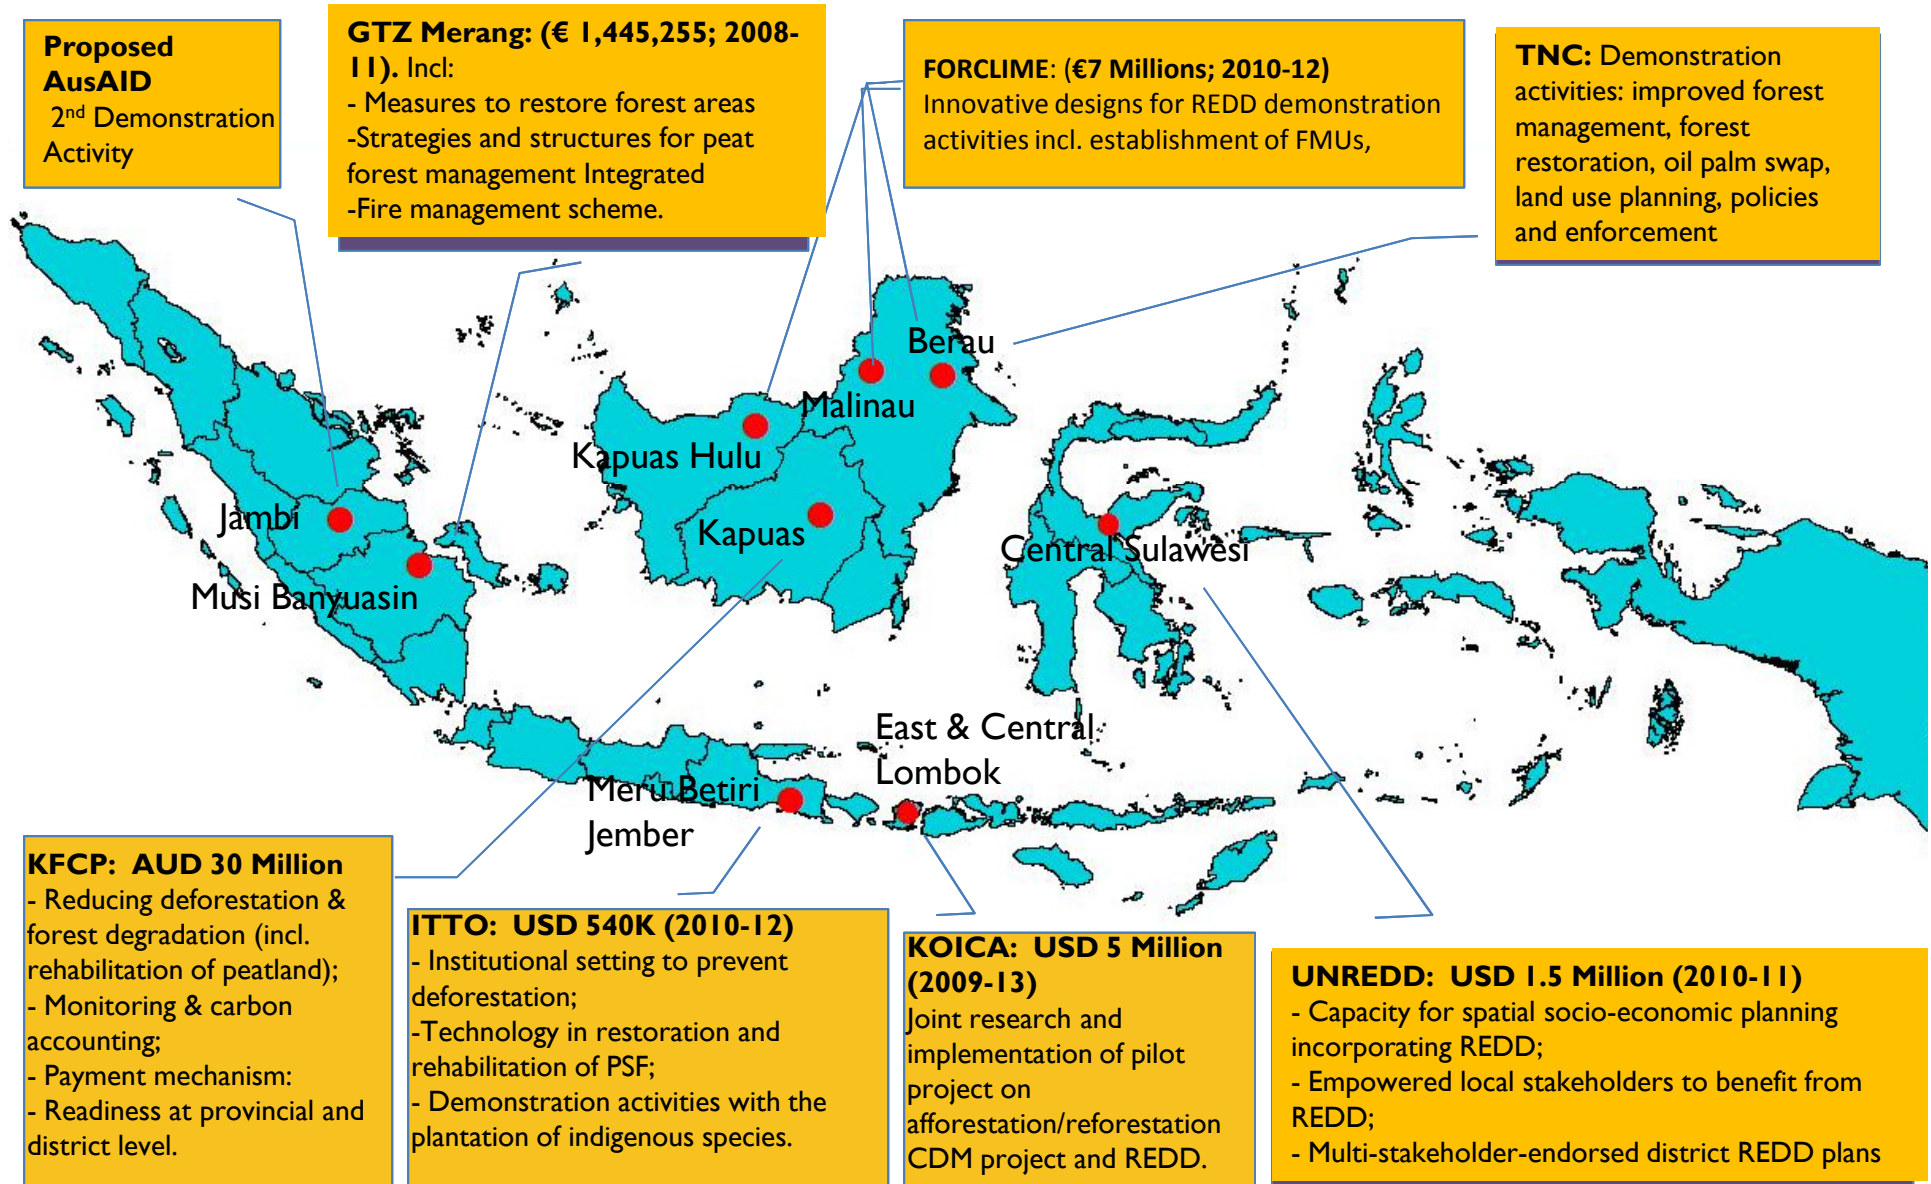 Proposed
AusAID
2nd Demonstration
Activity
GTZ Merang: (€ 1,445,255; 2008-
11). Incl:
- Measures to restore forest areas
-Strategies and structures for peat
forest management Integrated
-Fire management scheme.
FORCLIME: (€7 Millions; 2010-12)
Innovative designs for REDD demonstration
activities incl. establishment of FMUs,
TNC: Demonstration
activities: improved forest
management, forest
restoration, oil palm swap,
land use planning, policies
and enforcement
Berau
Malinau
Kapuas Hulu
Jambi
Kapuas
Central Sulawesi
Musi Banyuasin
East & Central
Lombok
Meru Betiri
Jember
KFCP: AUD 30 Million
- Reducing deforestation &
forest degradation (incl.
rehabilitation of peatland);
- Monitoring & carbon
accounting;
- Payment mechanism:
- Readiness at provincial and
district level.
ITTO: USD 540K (2010-12)
- Institutional setting to prevent
deforestation;
-Technology in restoration and
rehabilitation of PSF;
- Demonstration activities with the
plantation of indigenous species.
KOICA: USD 5 Million
(2009-13)
Joint research and
implementation of pilot
project on
afforestation/reforestation
CDM project and REDD.
UNREDD: USD 1.5 Million (2010-11)
- Capacity for spatial socio-economic planning
incorporating REDD;
- Empowered local stakeholders to benefit from
REDD;
- Multi-stakeholder-endorsed district REDD plans